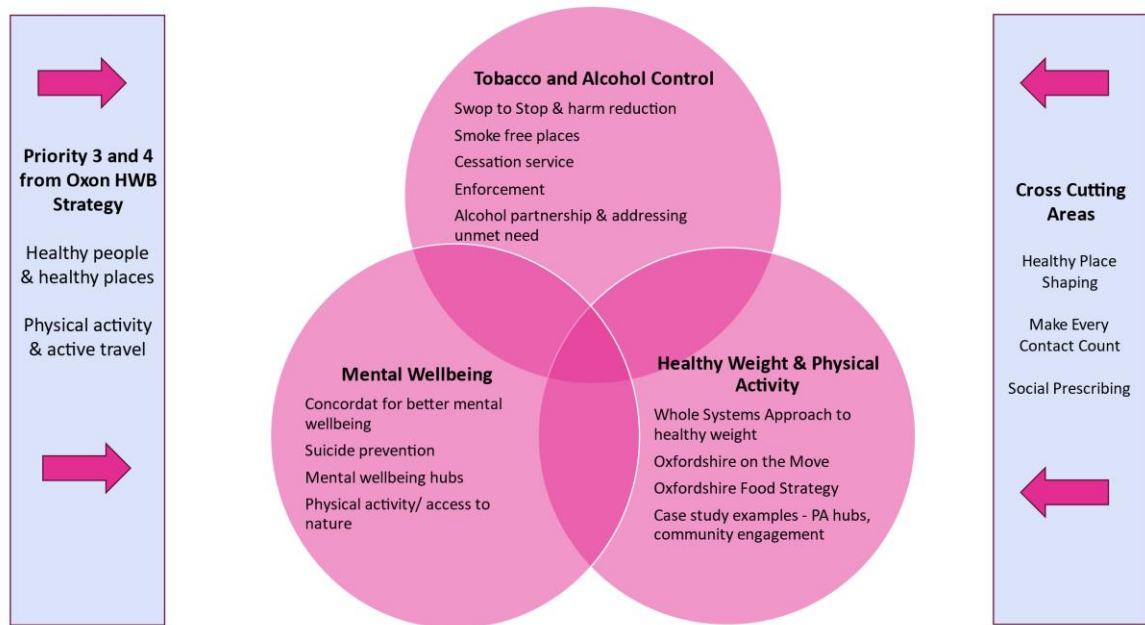 Priority 3 and 4
from Oxon HWB
Strategy
Healthy people
& healthy places
Physical activity
& active travel
Tobacco and Alcohol Control
Swop to Stop & harm reduction
Smoke free places
Cessation service
Enforcement
Alcohol partnership & addressing
unmet need
Mental Wellbeing
Concordat for better mental
wellbeing
Suicide prevention
Mental wellbeing hubs
Physical activity/ access to
nature
Healthy Weight & Physical
Activity
Whole Systems Approach to
healthy weight
Oxfordshire on the Move
Oxfordshire Food Strategy
Case study examples - PA hubs,
community engagement
Cross Cutting
Areas
Healthy Place
Shaping
Make Every
Contact Count
Social Prescribing